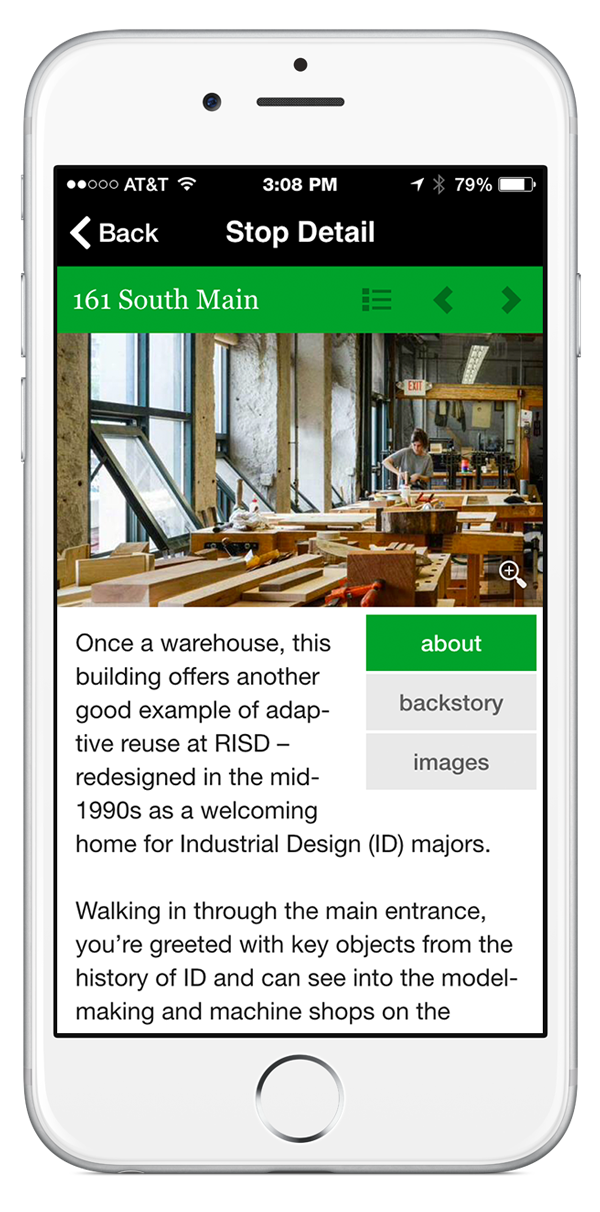 AT&T 3:08 PM 79%
Back Stop Detail
161 South Main
EXIT
Once a warehouse, this
building offers another
good example of adap-
tive reuse at RISD –
redesigned in the mid-
1990s as a welcoming
home for Industrial Design (ID) majors.
about
backstory
images
Walking in through the main entrance,
you’re greeted with key objects from the
history of ID and can see into the model-
making and machine shops on the